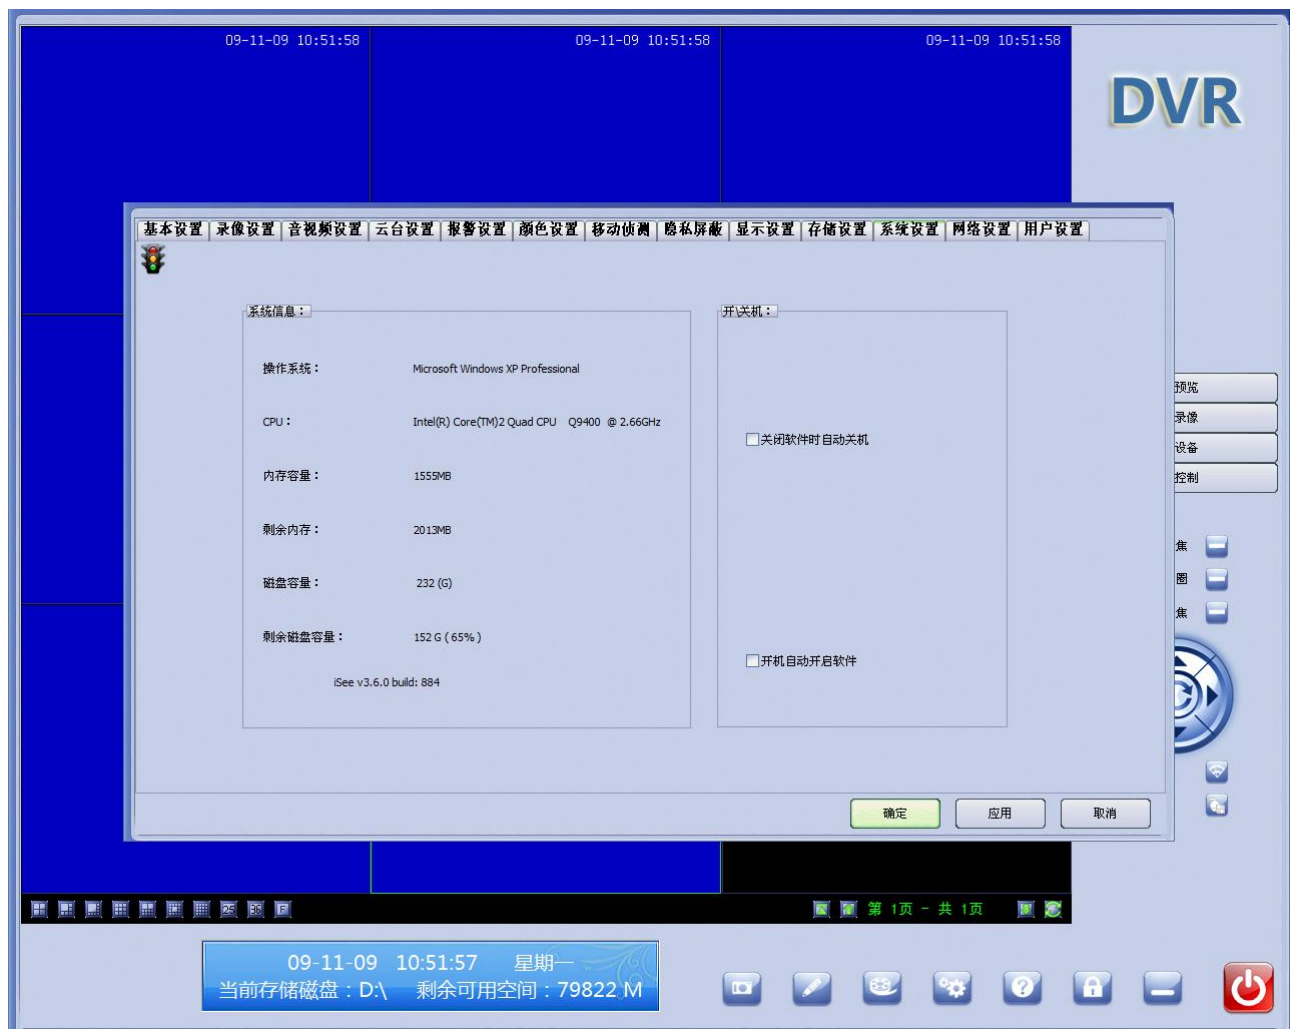 09-11-09 10:51:58
09-11-09 10:51:58
09-11-09 10:51:58
DVR
基本设置 录像设置 音视频设置 云台设置 报警设置 颜色设置 移动侦测 隐私屏蔽 显示设置 存储设置 系统设置 网络设置 用户设置
系统信息：
操作系统： Microsoft Windows XP Professional
CPU： Intel(R) Core(TM)2 Quad CPU Q9400 @ 2.66GHz
内存容量： 1555MB
剩余内存： 2013MB
磁盘容量： 232 (G)
剩余磁盘容量： 152 G ( 65% )
iSee v3.6.0 build: 884
开\关机：
关闭软件时自动关机
开机自动开启软件
预览
录像
设备
控制
焦
圈
焦
确定 应用 取消
25 36 F
第 1页 - 共 1页
09-11-09 10:51:57 星期一
当前存储磁盘：D:\ 剩余可用空间：79822 M